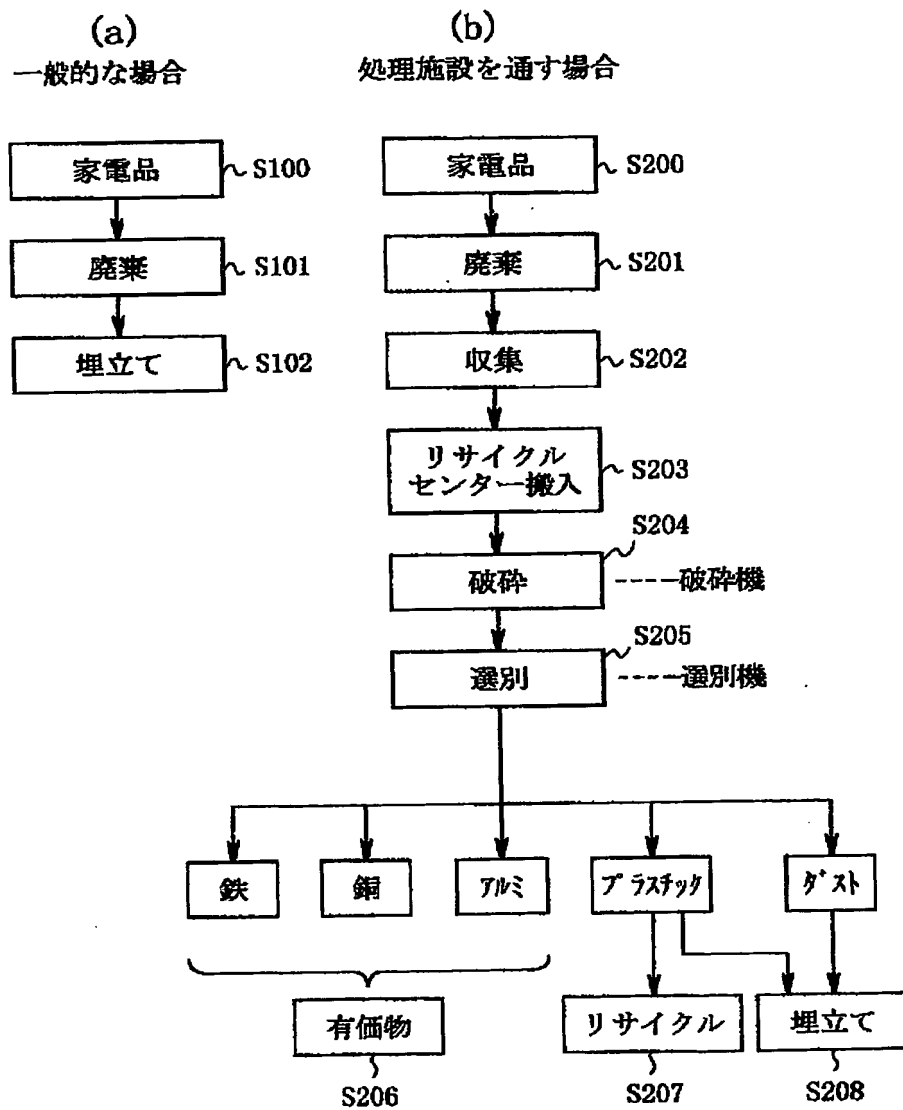 (a)
一般的な場合
家電品
S100
廃棄
S101
埋立て
S102
(b)
処理施設を通す場合
家電品
S200
廃棄
S201
収集
S202
リサイクル
センター搬入
S203
S204
破砕
破砕機
S205
選別
選別機
鉄
銅
アルミ
プラスチック
ダスト
有価物
リサイクル
埋立て
S206
S207
S208